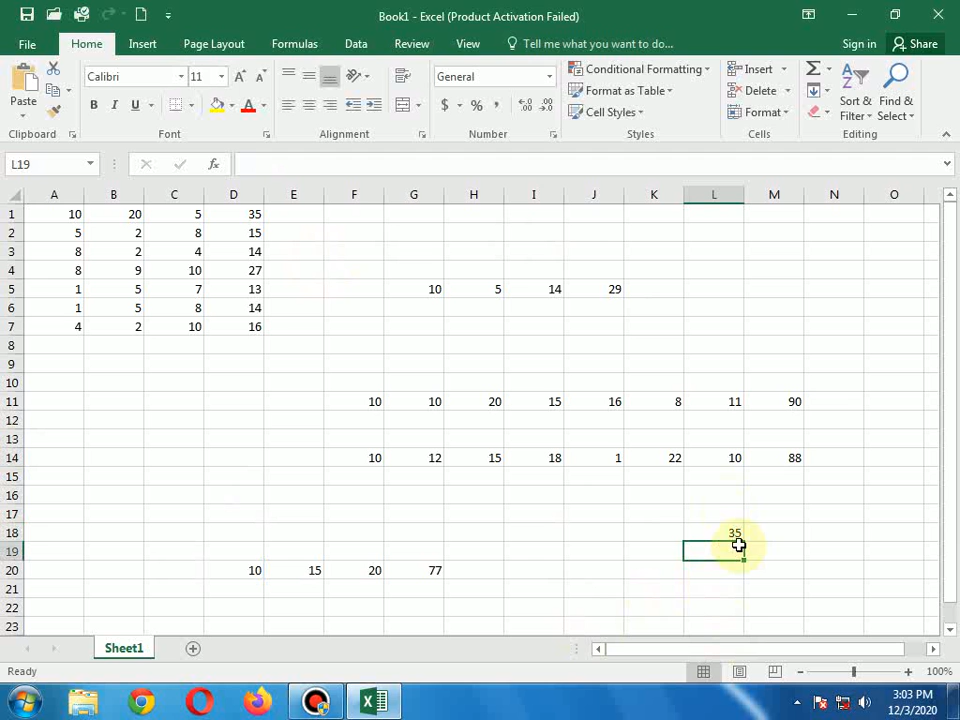 Book1 - Excel (Product Activation Failed)
File Home Insert Page Layout Formulas Data Review View Tell me what you want to do... Sign in Share
Calibri 11 General Conditional Formatting Insert
Paste Format as Table Delete Sort & Find &
B I U A $ % Cell Styles Format Filter Select
Clipboard Font Alignment Number Styles Cells Editing
L19 fx
A B C D E F G H I J K L M N O
1 10 20 5 35
2 5 2 8 15
3 8 2 4 14
4 8 9 10 27
5 1 5 7 13 10 5 14 29
6 1 5 8 14
7 4 2 10 16
8
9
10
11 10 10 20 15 16 8 11 90
12
13
14 10 12 15 18 1 22 10 88
15
16
17
18 35
19
20 10 15 20 77
21
22
23
Sheet1
Ready 100%
3:03 PM
12/3/2020